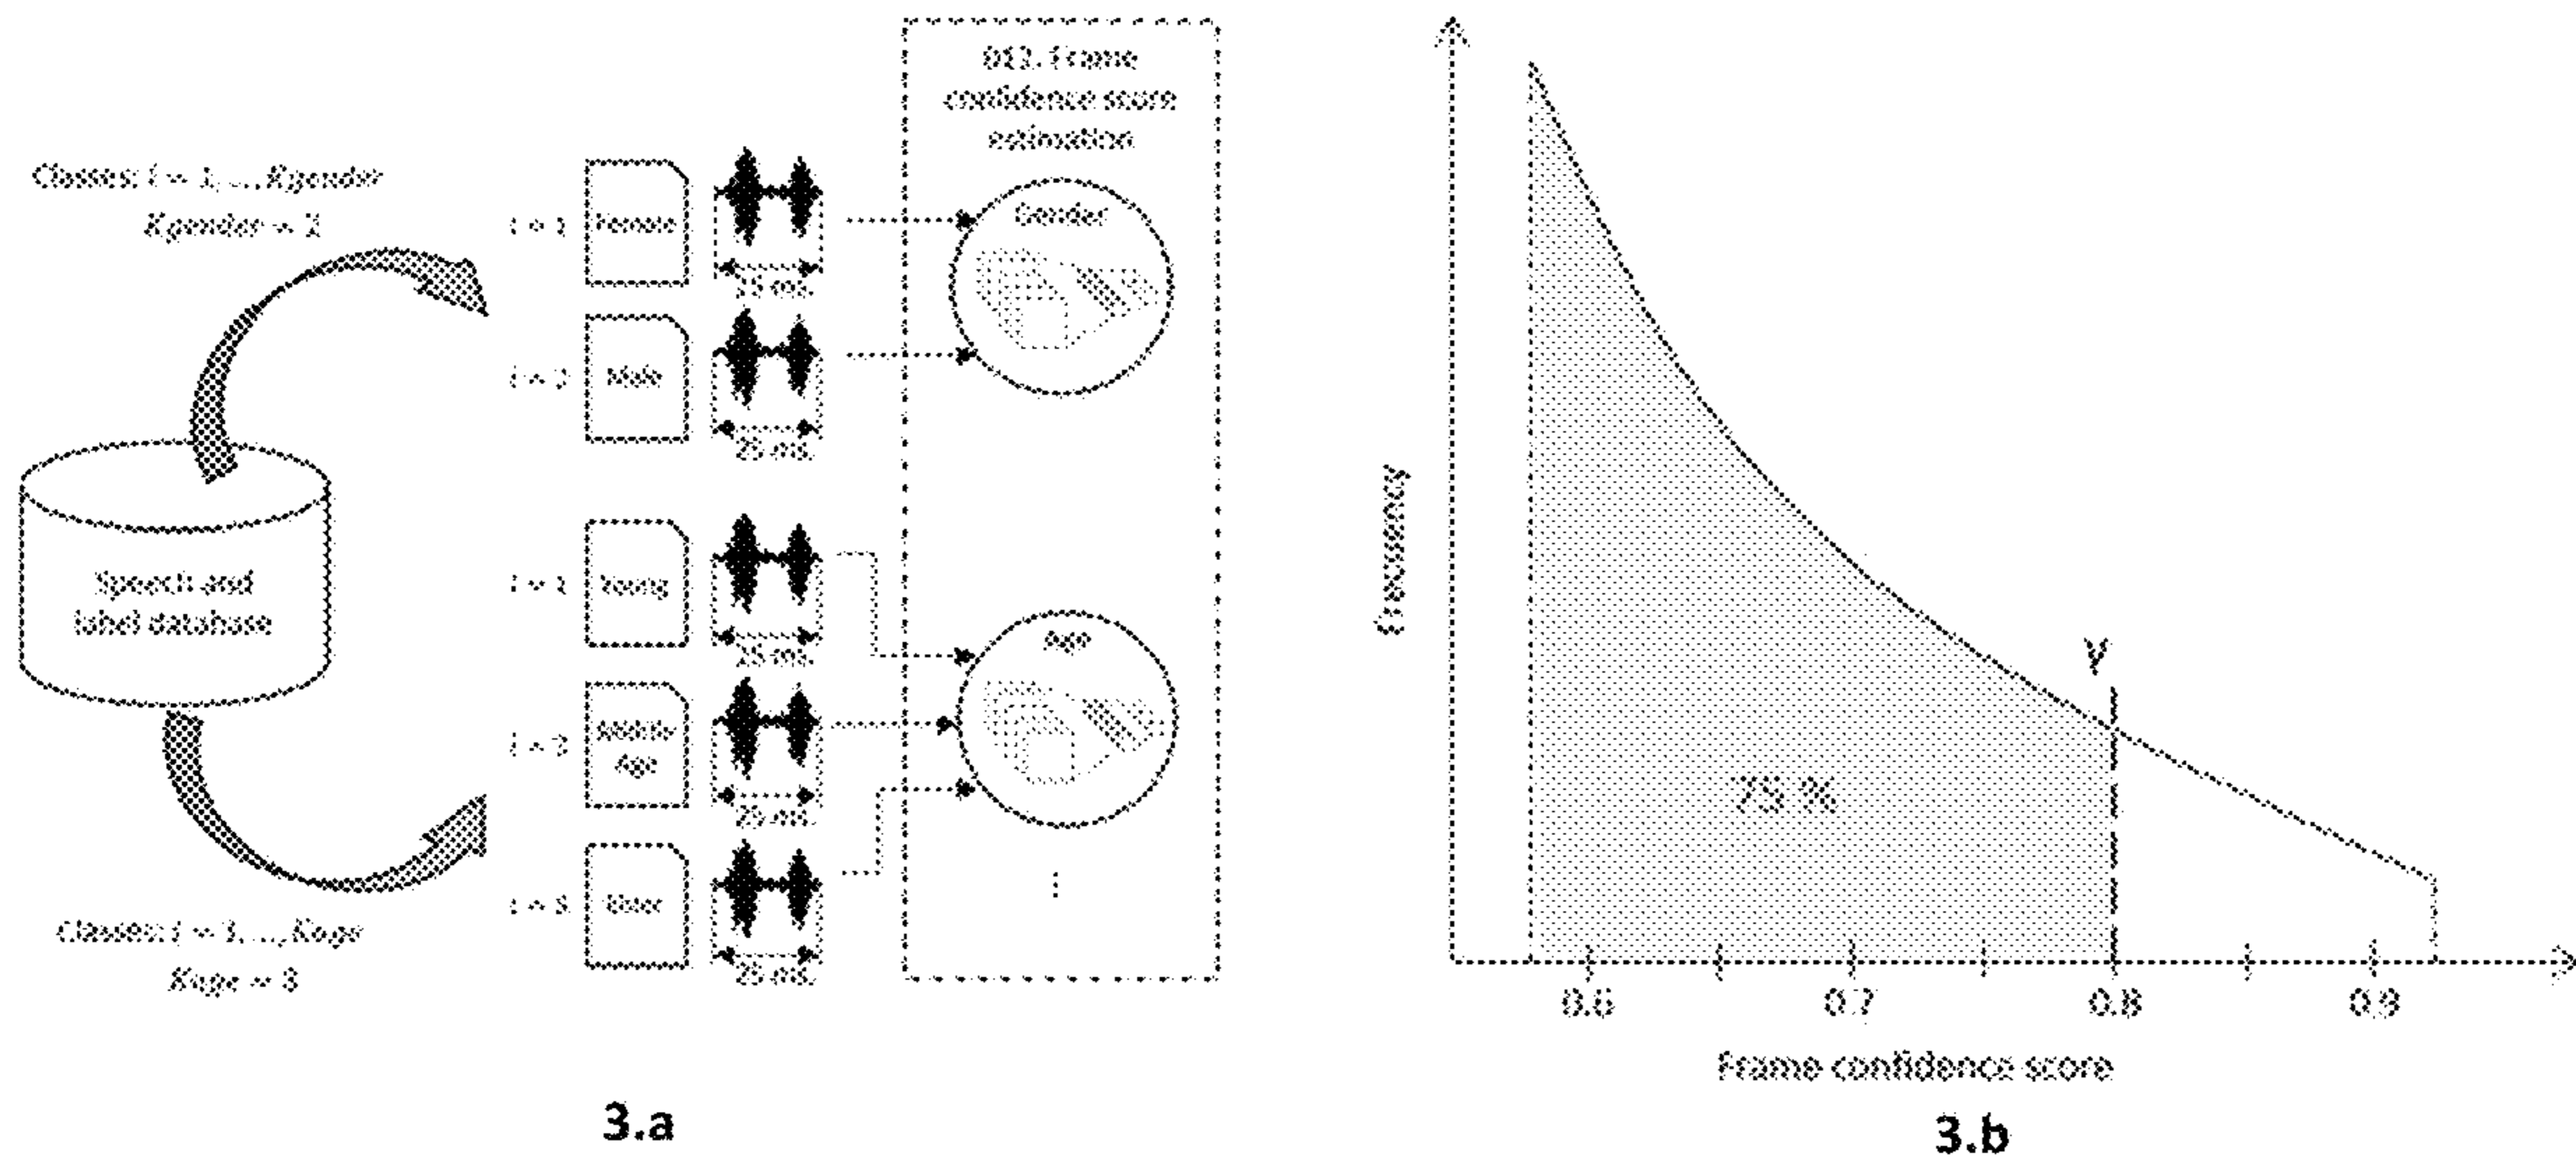 Classes: i = 1, ..., Kgender
Kgender = 2
Speech and
label database
Classes: i = 1, ..., Kage
Kage = 3
i = 1
Female
25 ms.
i = 2
Male
25 ms.
i = 1
Young
25 ms.
i = 2
Middle
Age
25 ms.
i = 3
Elder
25 ms.
Frame
confidence score
estimation
Gender
Age
⋮
3.a
frecuency
γ
75 %
0.6
0.7
0.8
0.9
Frame confidence score
3.b